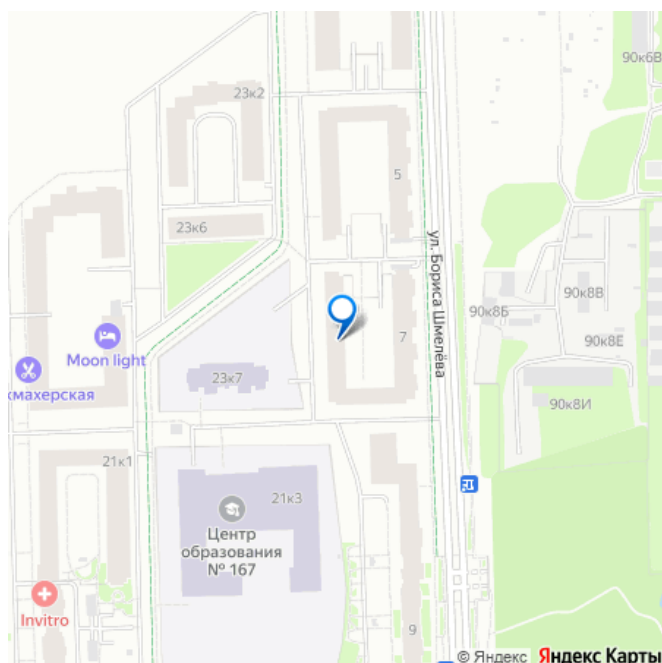 90к6В
23к2
5
23к6
ул. Бориса Шмелёва
90к8В
90к8Б
7
90к8Е
Moon light
23к7
кмахерская
90к8И
21к1
21к3
Центр
образования
№ 167
Invitro
9
© Яндекс Яндекс Карты